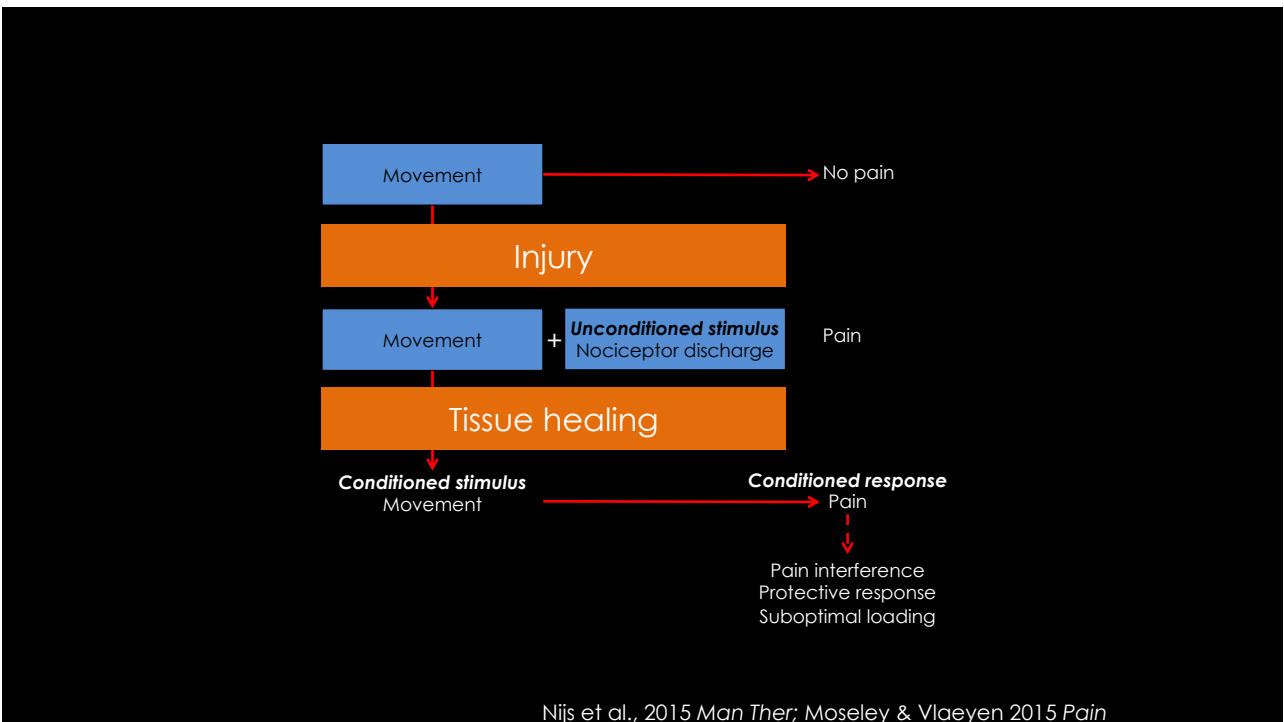 Movement
No pain
Injury
Movement
+
Unconditioned stimulus
Nociceptor discharge
Pain
Tissue healing
Conditioned stimulus
Movement
Conditioned response
Pain
Pain interference
Protective response
Suboptimal loading
Nijs et al., 2015 Man Ther; Moseley & Vlaeyen 2015 Pain